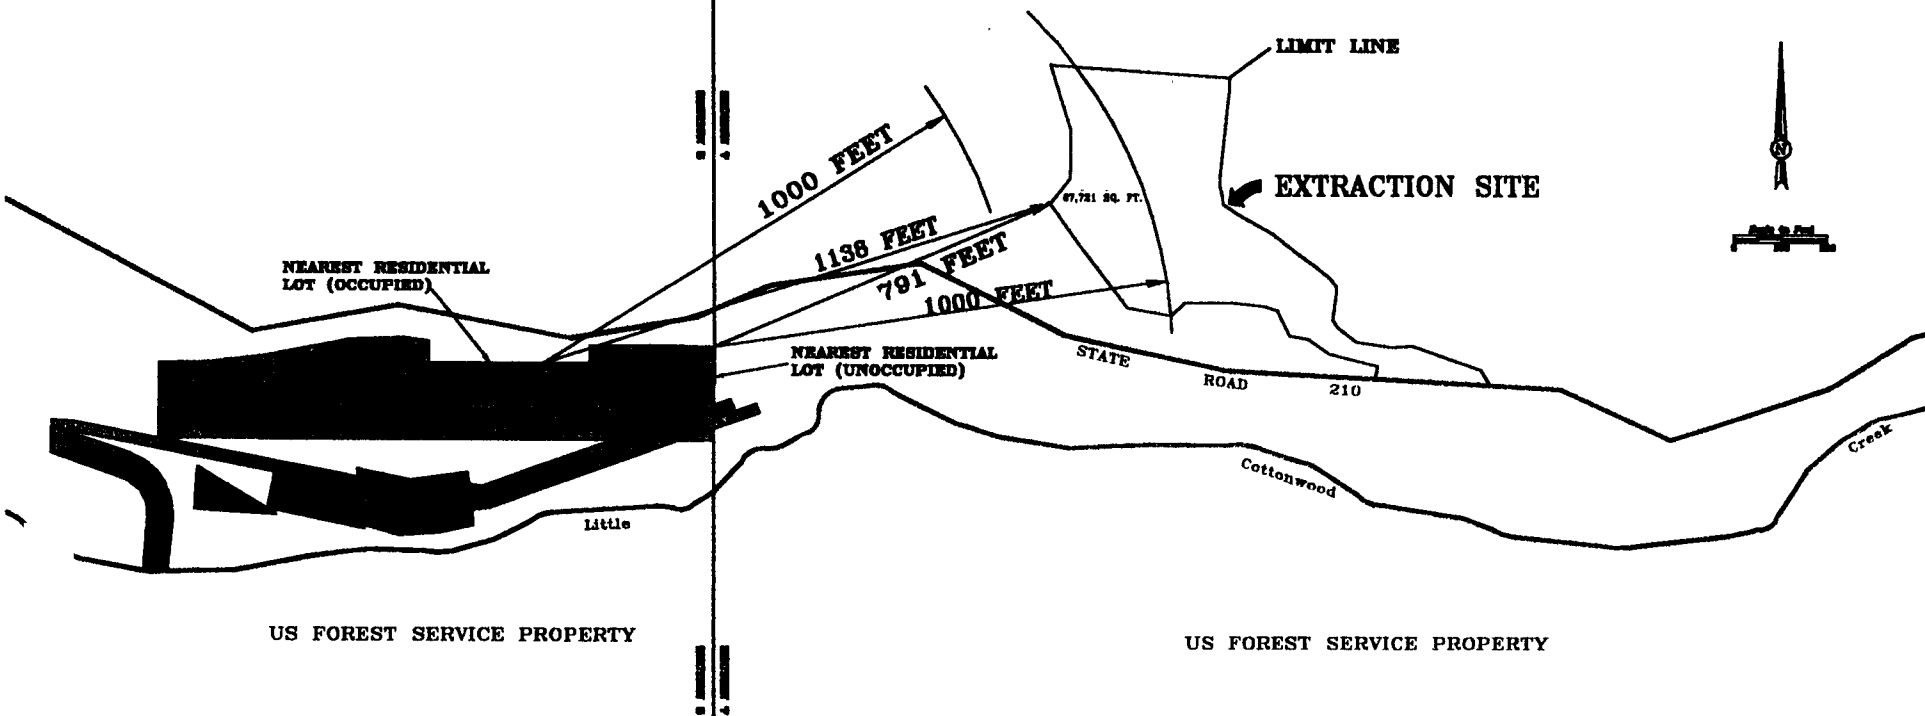 LIMIT LINE
1000 FEET
EXTRACTION SITE
N
1138 FEET
791 FEET
1000 FEET
NEAREST RESIDENTIAL
LOT (OCCUPIED)
NEAREST RESIDENTIAL
LOT (UNOCCUPIED)
STATE ROAD 210
Little Cottonwood Creek
US FOREST SERVICE PROPERTY
US FOREST SERVICE PROPERTY